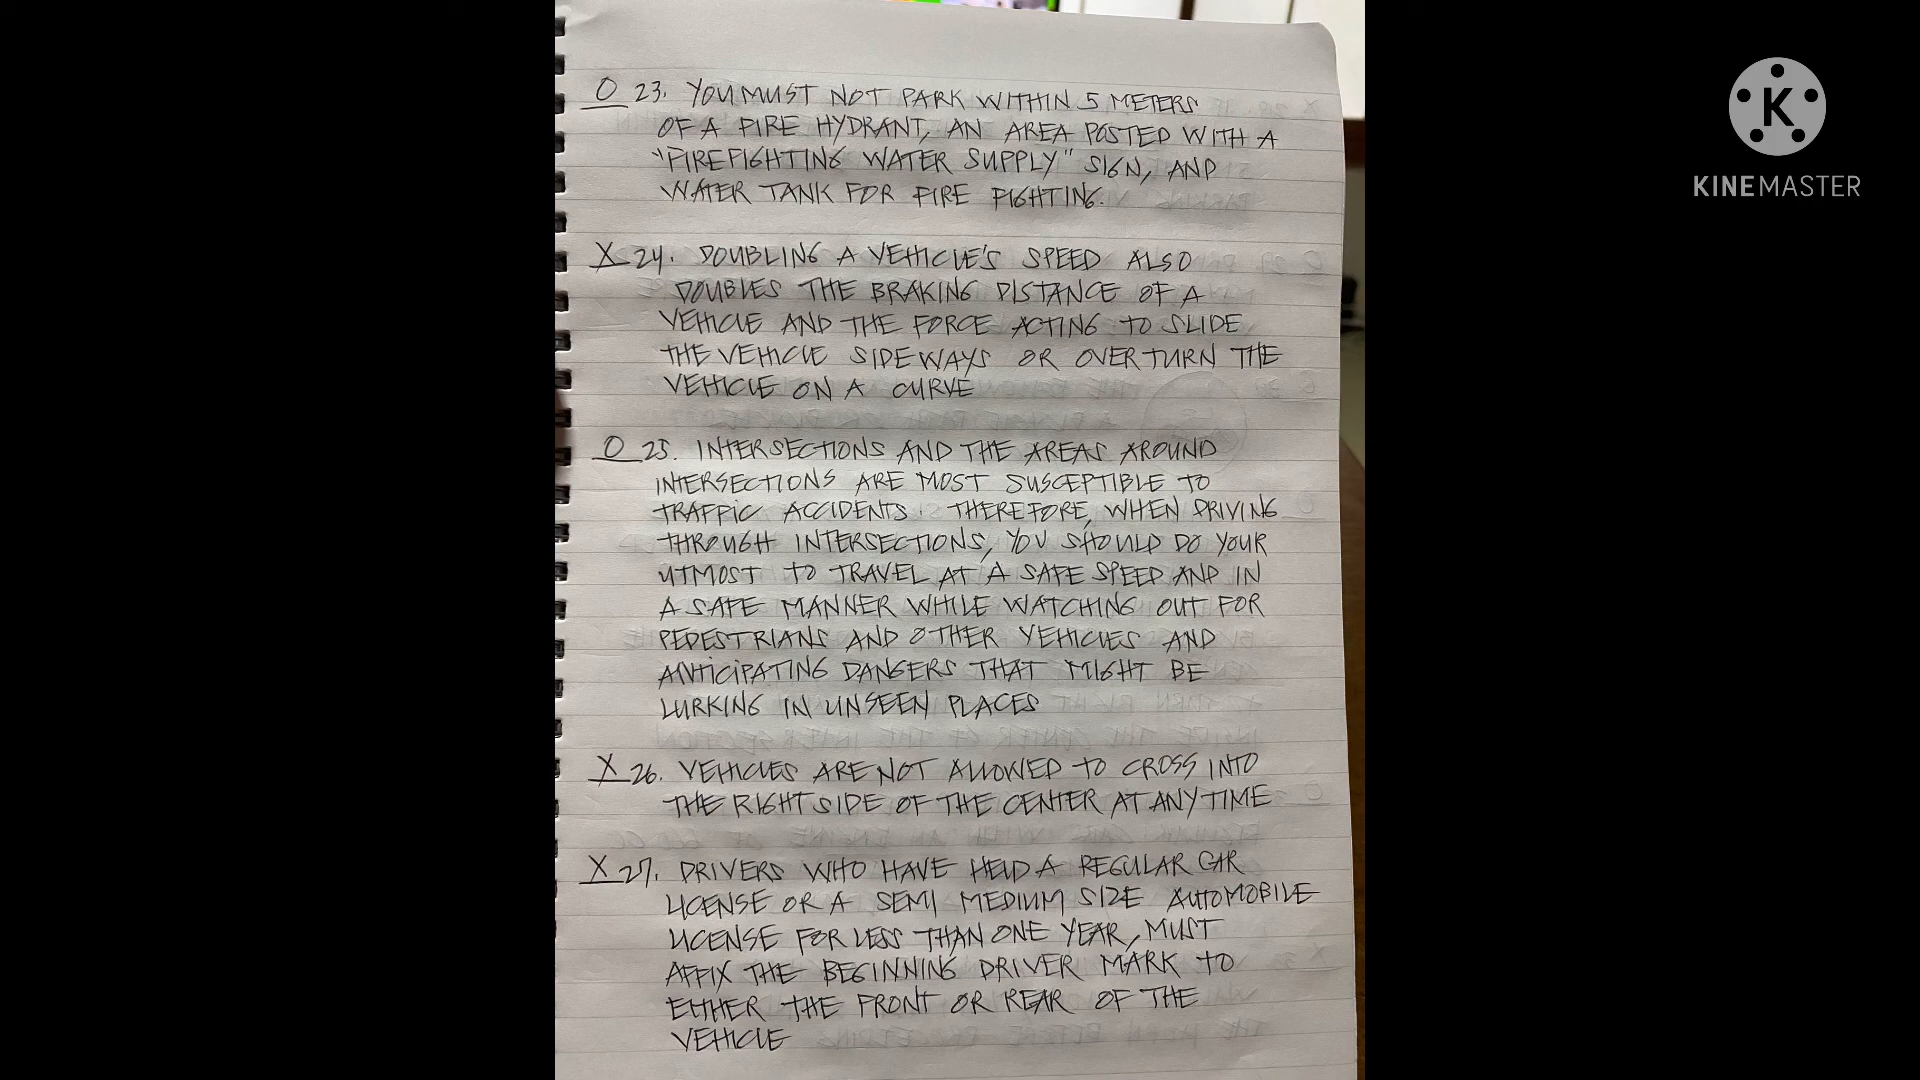 O 23. YOU MUST NOT PARK WITHIN 5 METERS
OF A FIRE HYDRANT, AN AREA POSTED WITH A
"FIREFIGHTING WATER SUPPLY" SIGN, AND
WATER TANK FOR FIRE FIGHTING.
X 24. DOUBLING A VEHICLE'S SPEED ALSO
DOUBLES THE BRAKING DISTANCE OF A
VEHICLE AND THE FORCE ACTING TO SLIDE
THE VEHICLE SIDEWAYS OR OVERTURN THE
VEHICLE ON A CURVE
O 25. INTERSECTIONS AND THE AREAS AROUND
INTERSECTIONS ARE MOST SUSCEPTIBLE TO
TRAFFIC ACCIDENTS. THEREFORE, WHEN DRIVING
THROUGH INTERSECTIONS, YOU SHOULD DO YOUR
UTMOST TO TRAVEL AT A SAFE SPEED AND IN
A SAFE MANNER WHILE WATCHING OUT FOR
PEDESTRIANS AND OTHER VEHICLES AND
ANTICIPATING DANGERS THAT MIGHT BE
LURKING IN UNSEEN PLACES
X 26. VEHICLES ARE NOT ALLOWED TO CROSS INTO
THE RIGHT SIDE OF THE CENTER AT ANY TIME
X 27. DRIVERS WHO HAVE HELD A REGULAR CAR
LICENSE OR A SEMI MEDIUM SIZE AUTOMOBILE
LICENSE FOR LESS THAN ONE YEAR, MUST
AFFIX THE BEGINNING DRIVER MARK TO
EITHER THE FRONT OR REAR OF THE
VEHICLE
K
KINEMASTER